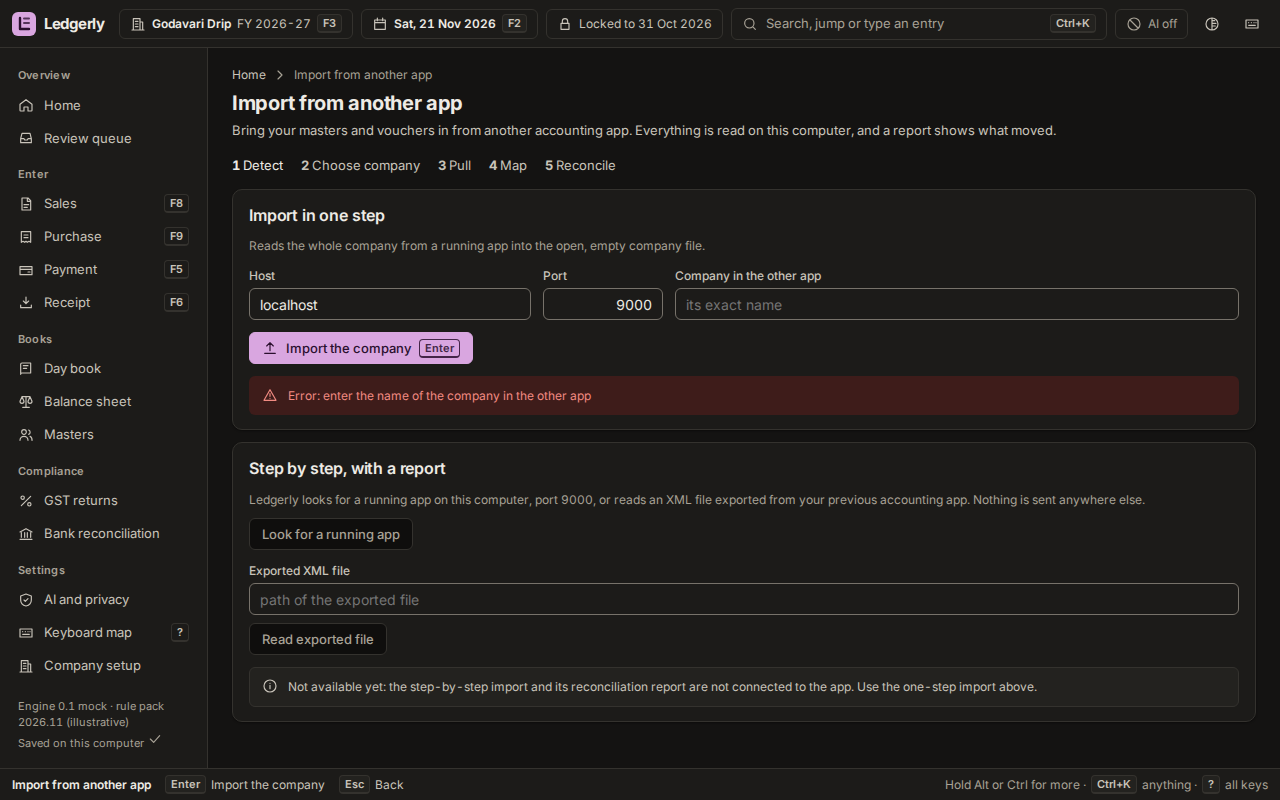 Ledgerly
Godavari Drip FY 2026-27 F3
Sat, 21 Nov 2026 F2
Locked to 31 Oct 2026
Search, jump or type an entry Ctrl+K
AI off
Overview
Home
Review queue
Enter
Sales F8
Purchase F9
Payment F5
Receipt F6
Books
Day book
Balance sheet
Masters
Compliance
GST returns
Bank reconciliation
Settings
AI and privacy
Keyboard map ?
Company setup
Engine 0.1 mock · rule pack
2026.11 (illustrative)
Saved on this computer
Home > Import from another app
Import from another app
Bring your masters and vouchers in from another accounting app. Everything is read on this computer, and a report shows what moved.
1 Detect 2 Choose company 3 Pull 4 Map 5 Reconcile
Import in one step
Reads the whole company from a running app into the open, empty company file.
Host Port Company in the other app
localhost 9000 its exact name
Import the company Enter
Error: enter the name of the company in the other app
Step by step, with a report
Ledgerly looks for a running app on this computer, port 9000, or reads an XML file exported from your previous accounting app. Nothing is sent anywhere else.
Look for a running app
Exported XML file
path of the exported file
Read exported file
Not available yet: the step-by-step import and its reconciliation report are not connected to the app. Use the one-step import above.
Import from another app Enter Import the company Esc Back
Hold Alt or Ctrl for more · Ctrl+K anything · ? all keys